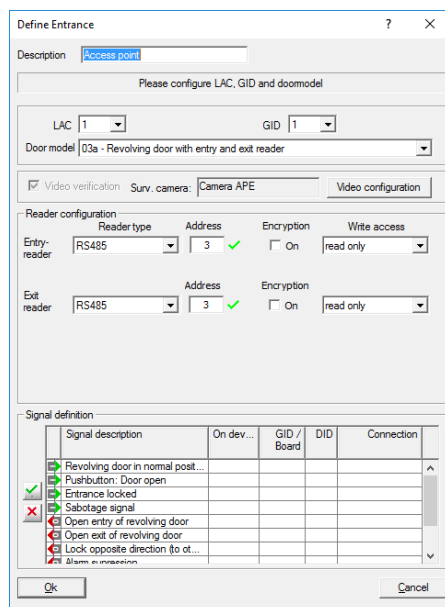 Define Entrance
Description Access point
Please configure LAC, GID and doormodel
LAC 1 GID 1
Door model 03a - Revolving door with entry and exit reader
Video verification Surv. camera: Camera APE Video configuration
Reader configuration
Reader type Address Encryption Write access
Entry-
reader RS485 3 On read only
Address Encryption
Exit
reader RS485 3 On read only
Signal definition
Signal description On dev... GID / Board DID Connection
Revolving door in normal posit...
Pushbutton: Door open
Entrance locked
Sabotage signal
Open entry of revolving door
Open exit of revolving door
Lock opposite direction (to ot...
Alarm supression
Ok Cancel